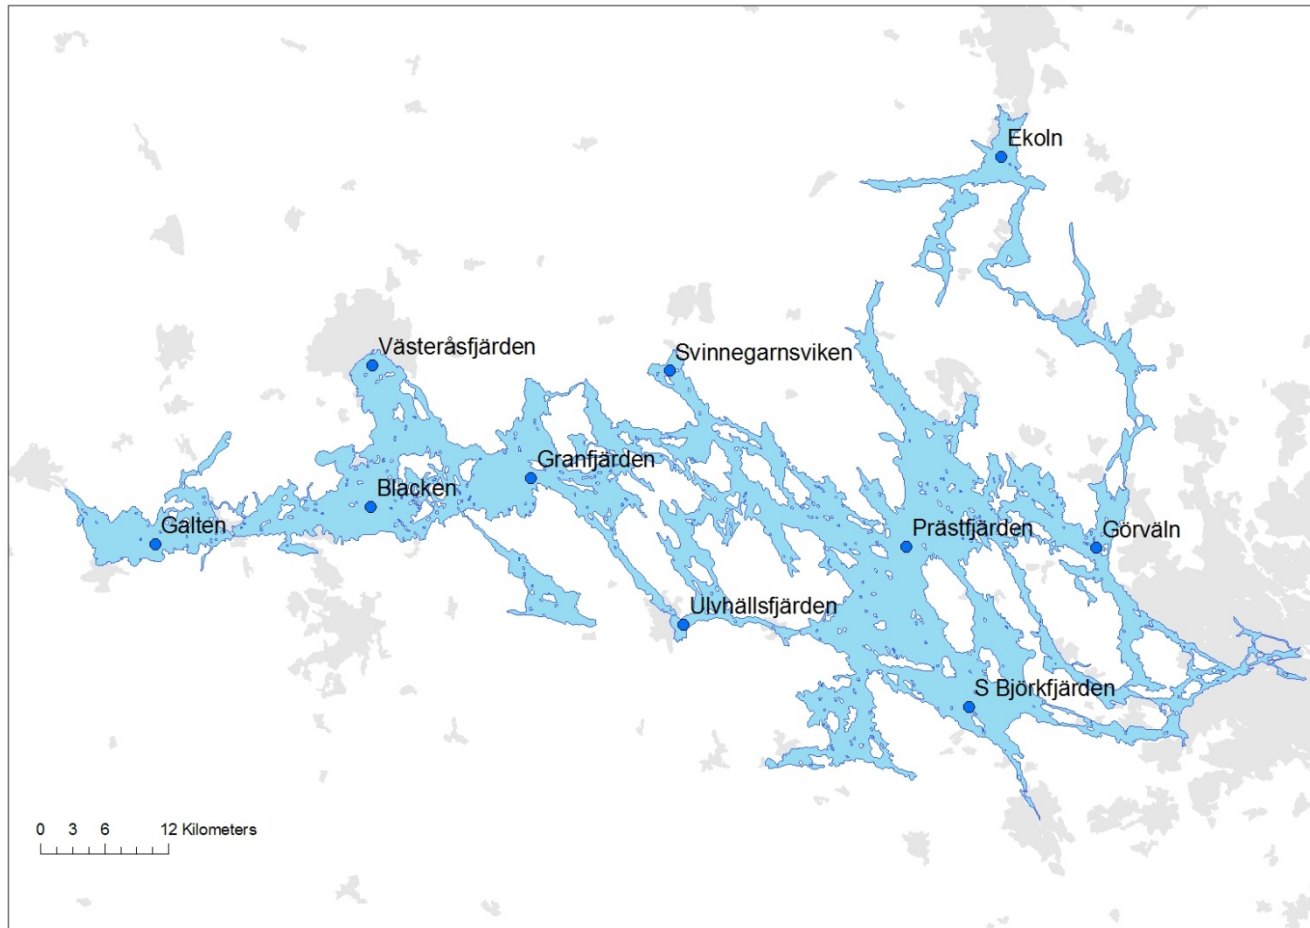 Ekoln
Västeråsfjärden
Svinnegarnsviken
Granfjärden
Blacken
Galten
Prästfjärden
Görväln
Ulvhällsfjärden
S Björkfjärden
0 3 6 12 Kilometers